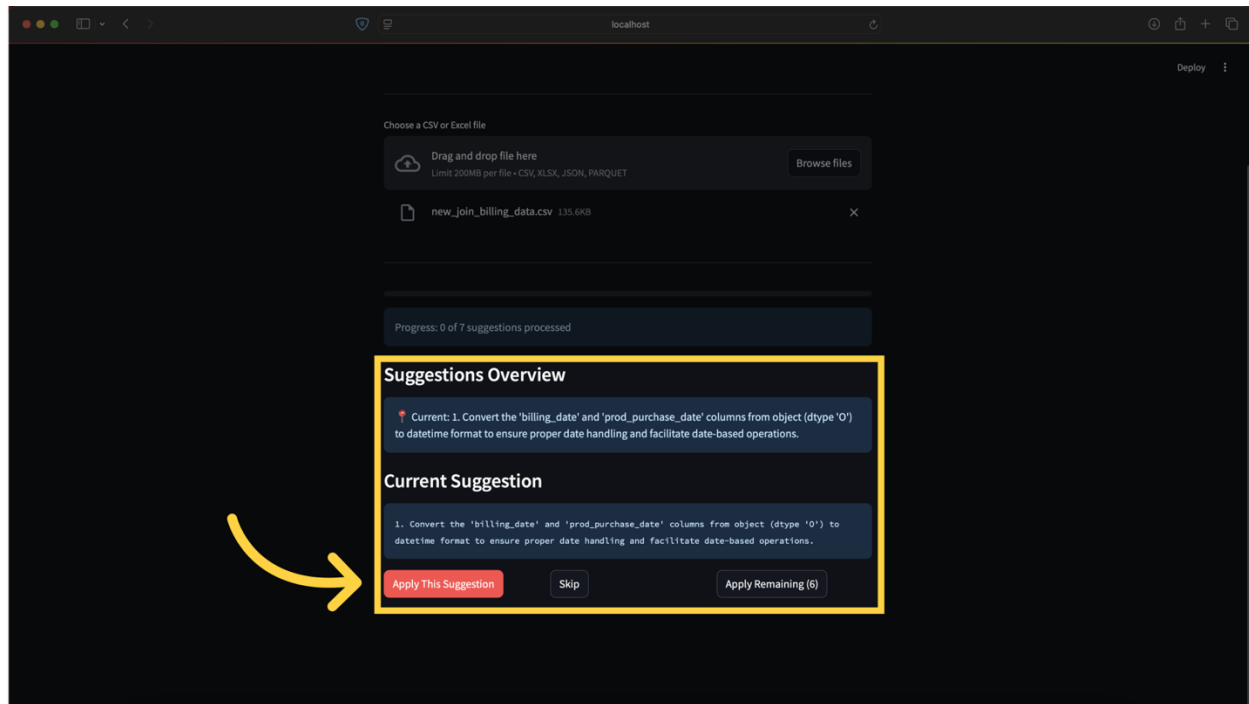 localhost
Deploy
Choose a CSV or Excel file
Drag and drop file here
Limit 200MB per file • CSV, XLSX, JSON, PARQUET
Browse files
new_join_billing_data.csv 135.6KB
Progress: 0 of 7 suggestions processed
Suggestions Overview
📍 Current: 1. Convert the 'billing_date' and 'prod_purchase_date' columns from object (dtype 'O')
to datetime format to ensure proper date handling and facilitate date-based operations.
Current Suggestion
1. Convert the 'billing_date' and 'prod_purchase_date' columns from object (dtype 'O') to
datetime format to ensure proper date handling and facilitate date-based operations.
Apply This Suggestion
Skip
Apply Remaining (6)